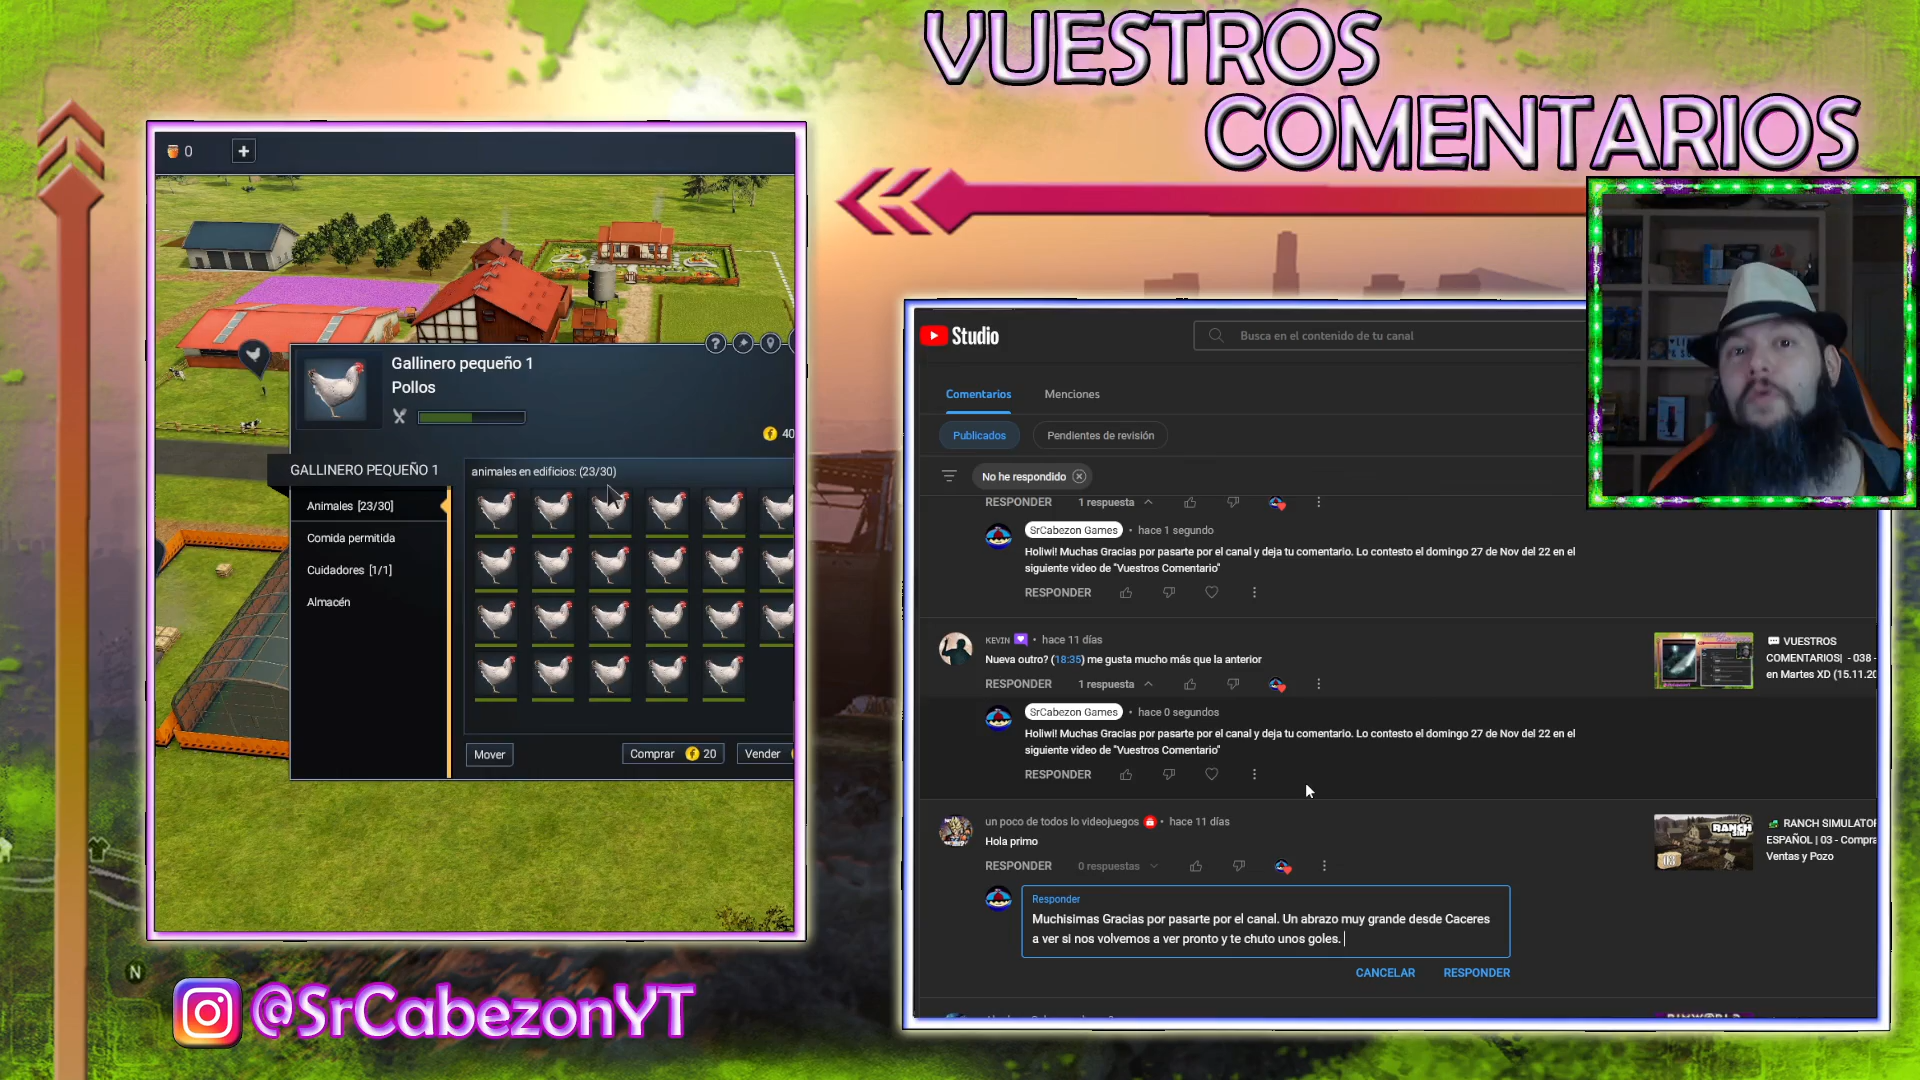 VUESTROS
COMENTARIOS
0
+
Gallinero pequeño 1
Pollos
40
GALLINERO PEQUEÑO 1
animales en edificios: (23/30)
Animales [23/30]
Comida permitida
Cuidadores [1/1]
Almacén
Mover
Comprar 20
Vender
N
@SrCabezonYT
Studio
Busca en el contenido de tu canal
Comentarios
Menciones
Publicados
Pendientes de revisión
No he respondido
RESPONDER 1 respuesta
SrCabezon Games • hace 1 segundo
Holiwi! Muchas Gracias por pasarte por el canal y deja tu comentario. Lo contesto el domingo 27 de Nov del 22 en el
siguiente video de "Vuestros Comentario"
RESPONDER
KEVIN • hace 11 días
Nueva outro? (18:35) me gusta mucho más que la anterior
RESPONDER 1 respuesta
SrCabezon Games • hace 0 segundos
Holiwi! Muchas Gracias por pasarte por el canal y deja tu comentario. Lo contesto el domingo 27 de Nov del 22 en el
siguiente video de "Vuestros Comentario"
RESPONDER
VUESTROS
COMENTARIOS| - 038 -
en Martes XD (15.11.20
un poco de todos lo videojuegos • hace 11 días
Hola primo
RESPONDER 0 respuestas
RANCH SIMULATOR
ESPAÑOL | 03 - Compra
Ventas y Pozo
RANCH
SIM
03
Responder
Muchisimas Gracias por pasarte por el canal. Un abrazo muy grande desde Caceres
a ver si nos volvemos a ver pronto y te chuto unos goles.
CANCELAR
RESPONDER